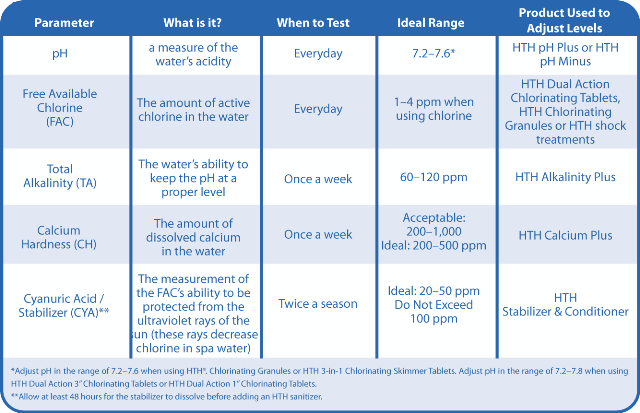 Parameter
What is it?
When to Test
Ideal Range
Product Used to
Adjust Levels
pH
a measure of the
water's acidity
Everyday
7.2–7.6*
HTH pH Plus or HTH
pH Minus
Free Available
Chlorine
(FAC)
The amount of active
chlorine in the water
Everyday
1–4 ppm when
using chlorine
HTH Dual Action
Chlorinating Tablets,
HTH Chlorinating
Granules or HTH shock
treatments
Total
Alkalinity (TA)
The water's ability to
keep the pH at a
proper level
Once a week
60–120 ppm
HTH Alkalinity Plus
Calcium
Hardness (CH)
The amount of
dissolved calcium
in the water
Once a week
Acceptable:
200–1,000
Ideal: 200–500 ppm
HTH Calcium Plus
Cyanuric Acid /
Stabilizer (CYA)**
The measurement of
the FAC's ability to be
protected from the
ultraviolet rays of the
sun (these rays decrease
chlorine in spa water)
Twice a season
Ideal: 20–50 ppm
Do Not Exceed
100 ppm
HTH
Stabilizer & Conditioner
*Adjust pH in the range of 7.2–7.6 when using HTH®. Chlorinating Granules or HTH 3-in-1 Chlorinating Skimmer Tablets. Adjust pH in the range of 7.2–7.8 when using
HTH Dual Action 3" Chlorinating Tablets or HTH Dual Action 1" Chlorinating Tablets.
**Allow at least 48 hours for the stabilizer to dissolve before adding an HTH sanitizer.